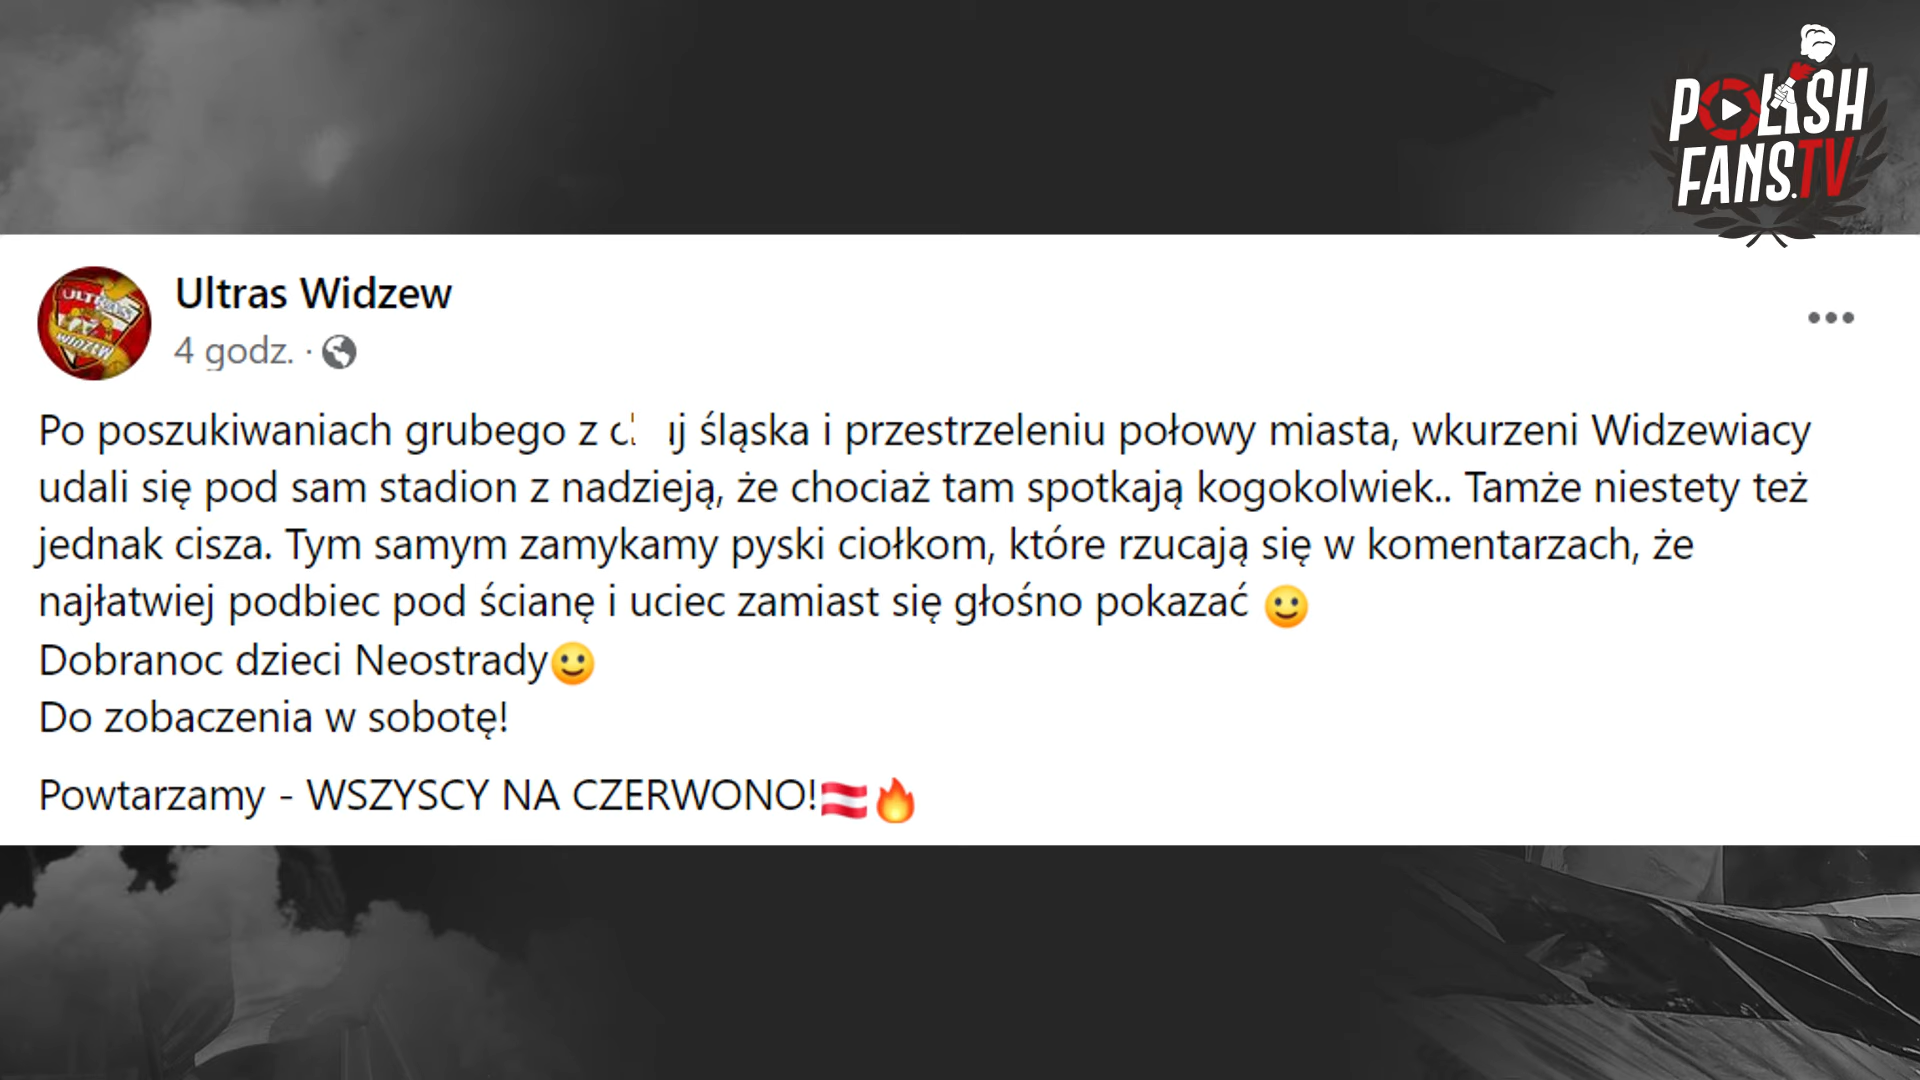 POLISH
FANS.TV
ULTRAS
WIDZEW
Ultras Widzew
4 godz. ·
Po poszukiwaniach grubego z śląska i przestrzeleniu połowy miasta, wkurzeni Widzewiacy
udali się pod sam stadion z nadzieją, że chociaż tam spotkają kogokolwiek.. Tamże niestety też
jednak cisza. Tym samym zamykamy pyski ciołkom, które rzucają się w komentarzach, że
najłatwiej podbiec pod ścianę i uciec zamiast się głośno pokazać 🙂
Dobranoc dzieci Neostrady🙂
Do zobaczenia w sobotę!
Powtarzamy - WSZYSCY NA CZERWONO!🇦🇹🔥